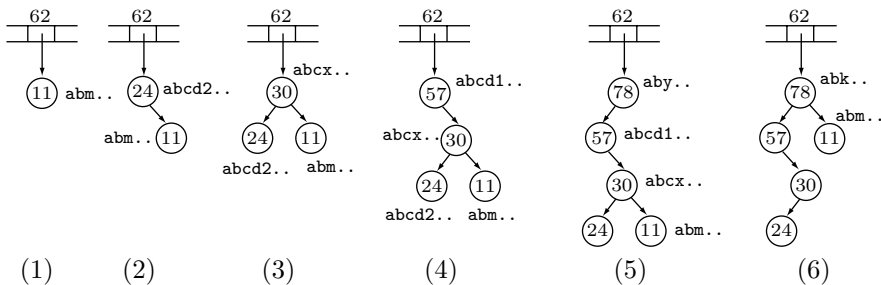 62 62 62 62 62 62
11 abm..
24 abcd2..
abm.. 11
abcx..
30
24 11
abcd2.. abm..
57 abcd1..
abcx.. 30
24 11
abcd2.. abm..
78 aby..
57 abcd1..
30 abcx..
24 11 abm..
abk..
78
abm..
57 11
30
24
(1) (2) (3) (4) (5) (6)